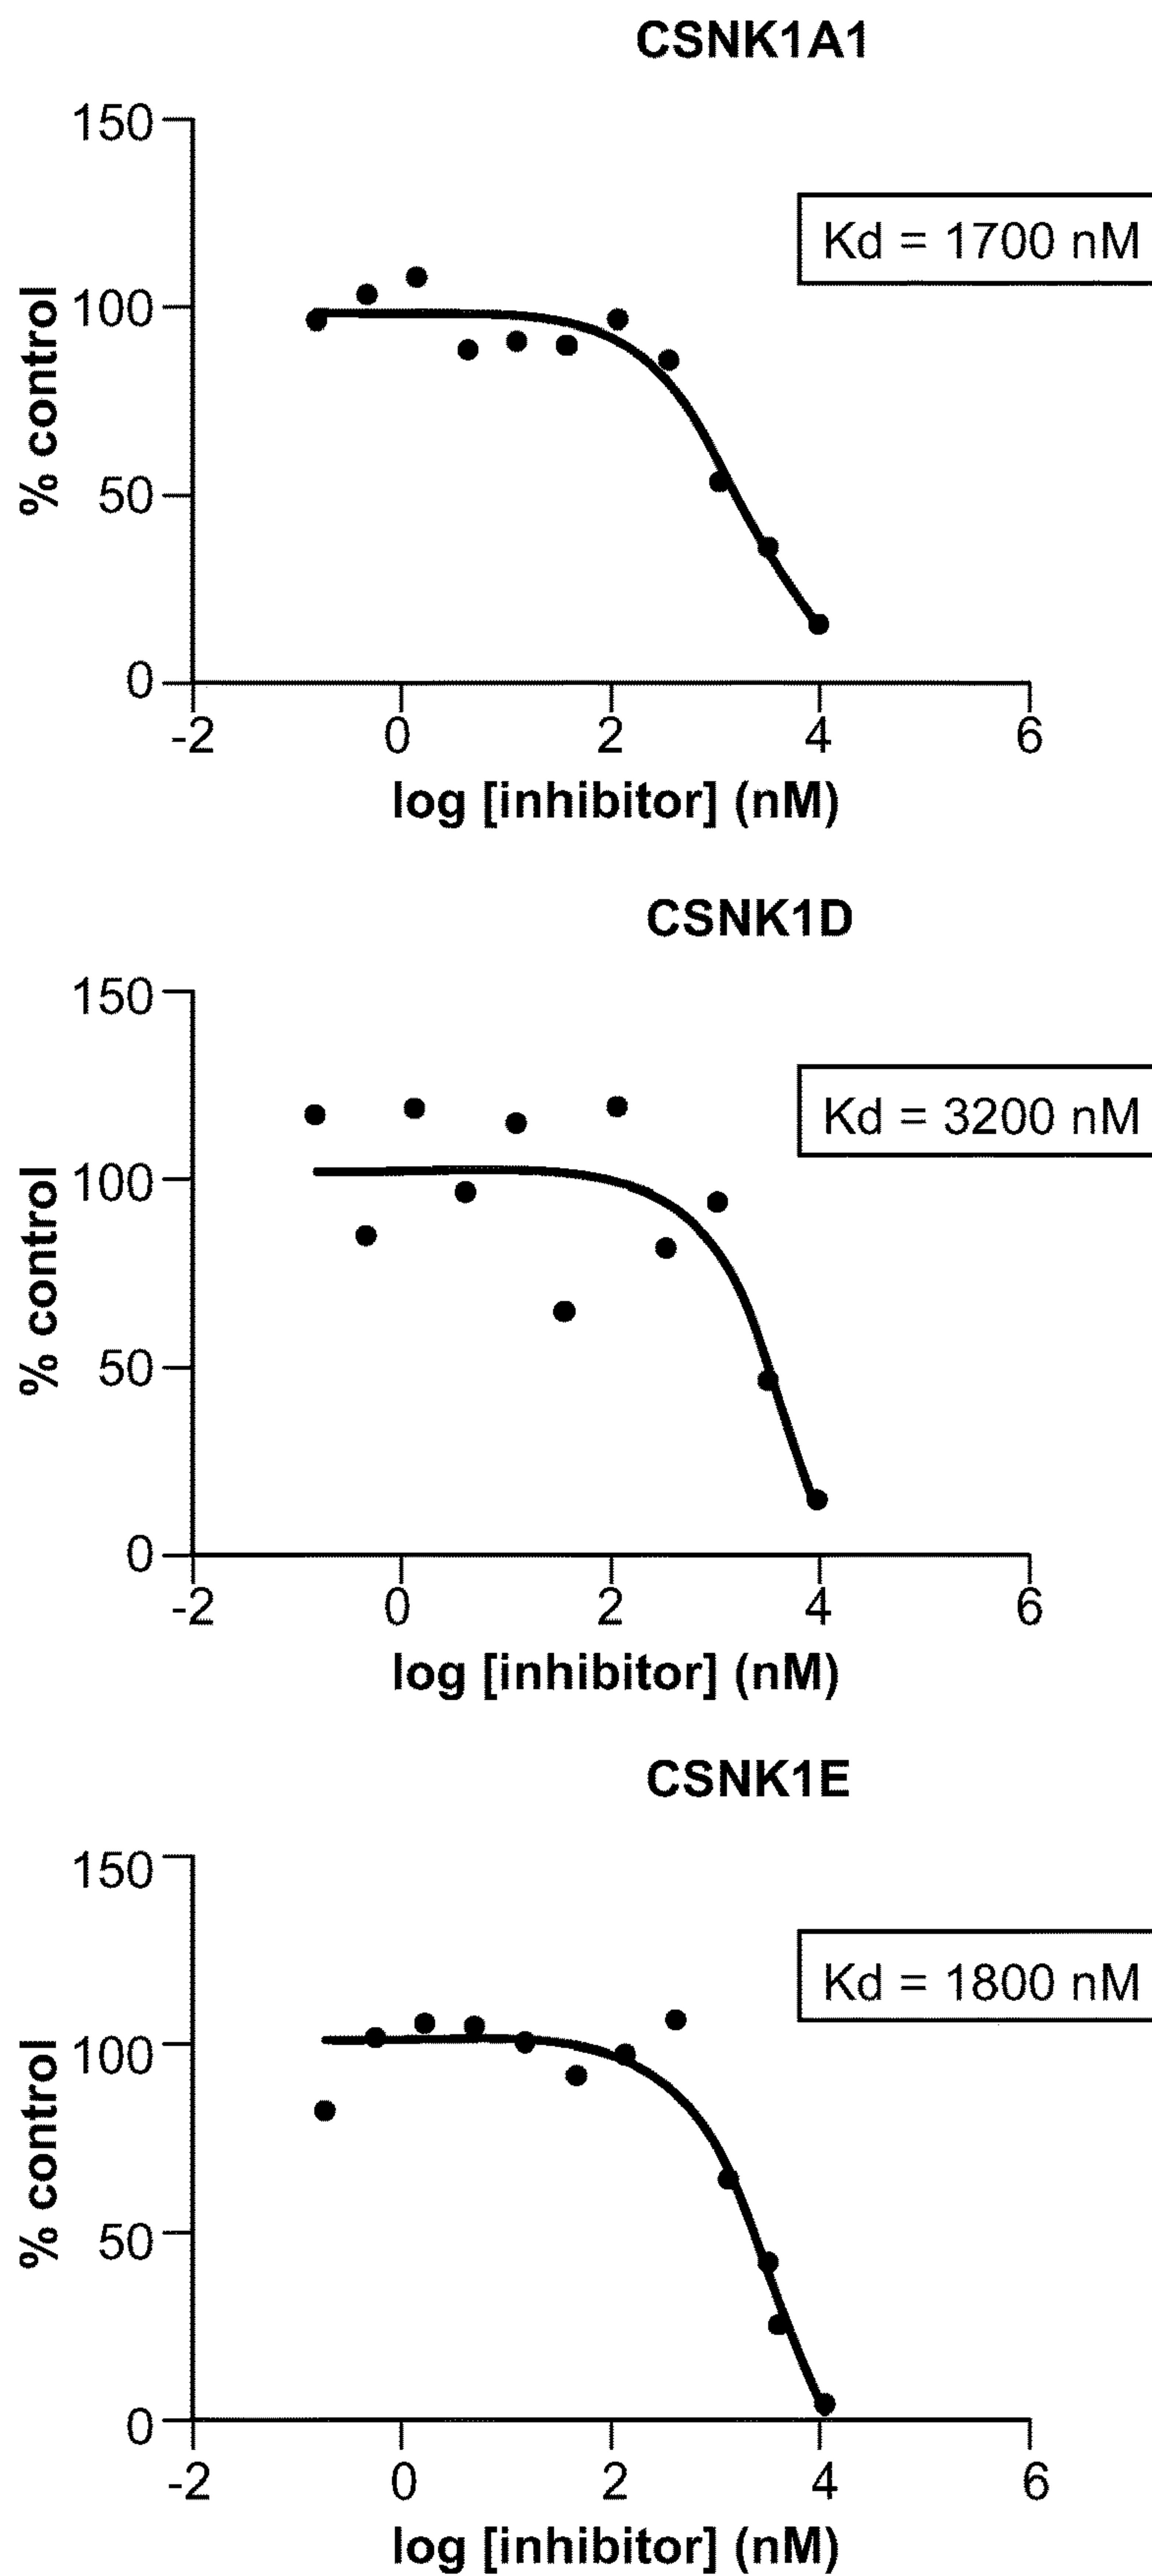 CSNK1A1
150
Kd = 1700 nM
100
% control
50
0
-2 0 2 4 6
log [inhibitor] (nM)
CSNK1D
150
Kd = 3200 nM
100
% control
50
0
-2 0 2 4 6
log [inhibitor] (nM)
CSNK1E
150
Kd = 1800 nM
100
% control
50
0
-2 0 2 4 6
log [inhibitor] (nM)